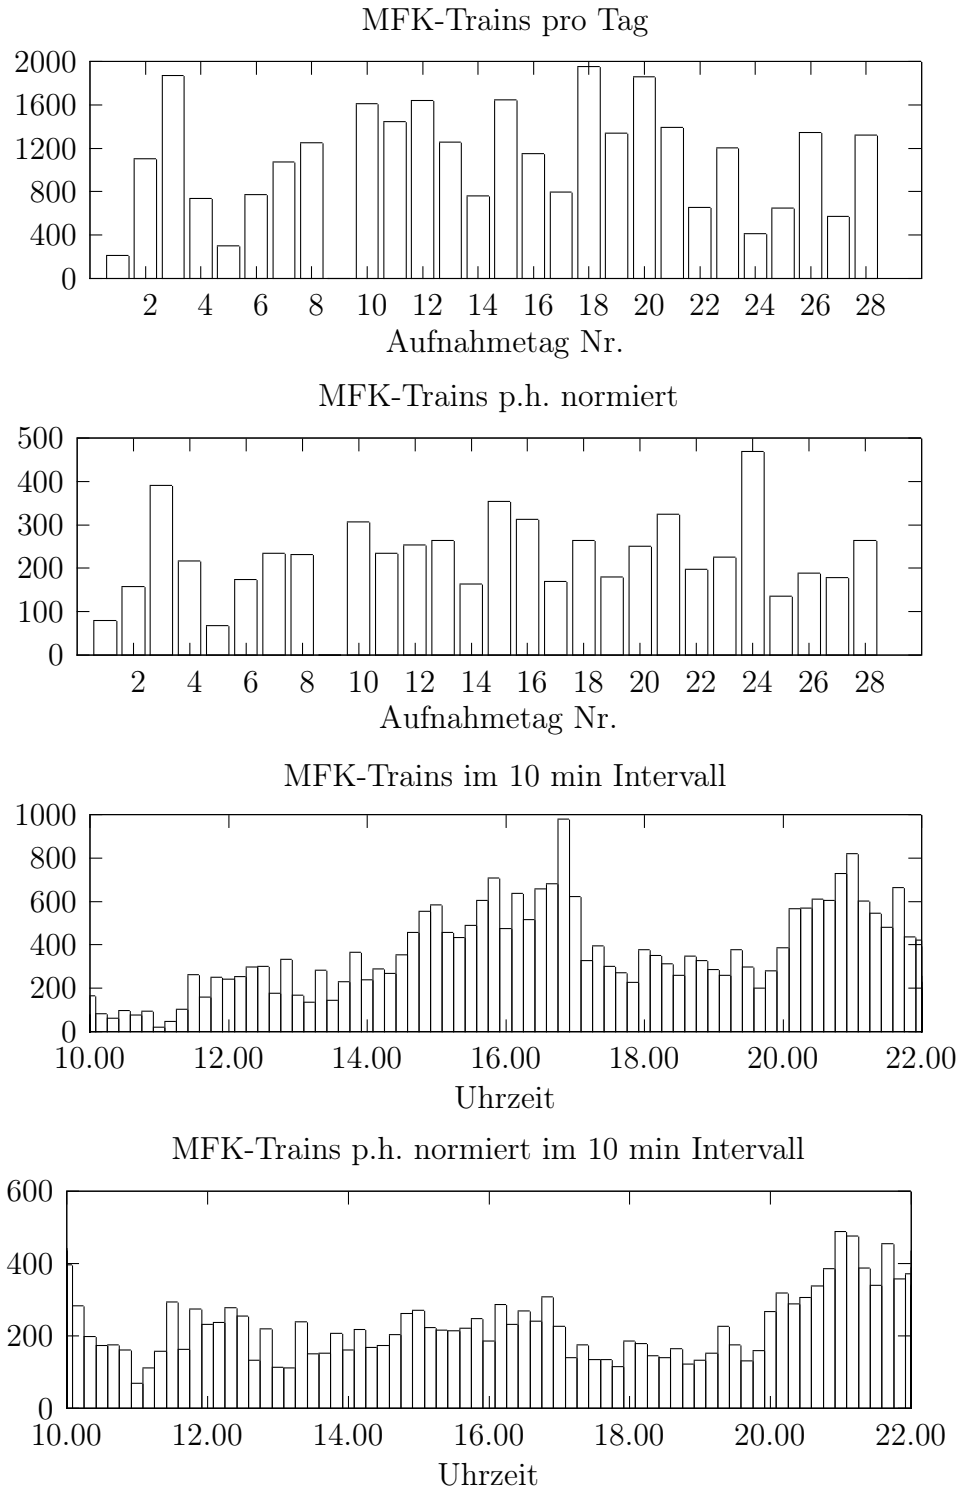 MFK-Trains pro Tag
2000
1600
1200
800
400
0
2 4 6 8 10 12 14 16 18 20 22 24 26 28
Aufnahmetag Nr.
MFK-Trains p.h. normiert
500
400
300
200
100
0
2 4 6 8 10 12 14 16 18 20 22 24 26 28
Aufnahmetag Nr.
MFK-Trains im 10 min Intervall
1000
800
600
400
200
0
10.00 12.00 14.00 16.00 18.00 20.00 22.00
Uhrzeit
MFK-Trains p.h. normiert im 10 min Intervall
600
400
200
0
10.00 12.00 14.00 16.00 18.00 20.00 22.00
Uhrzeit